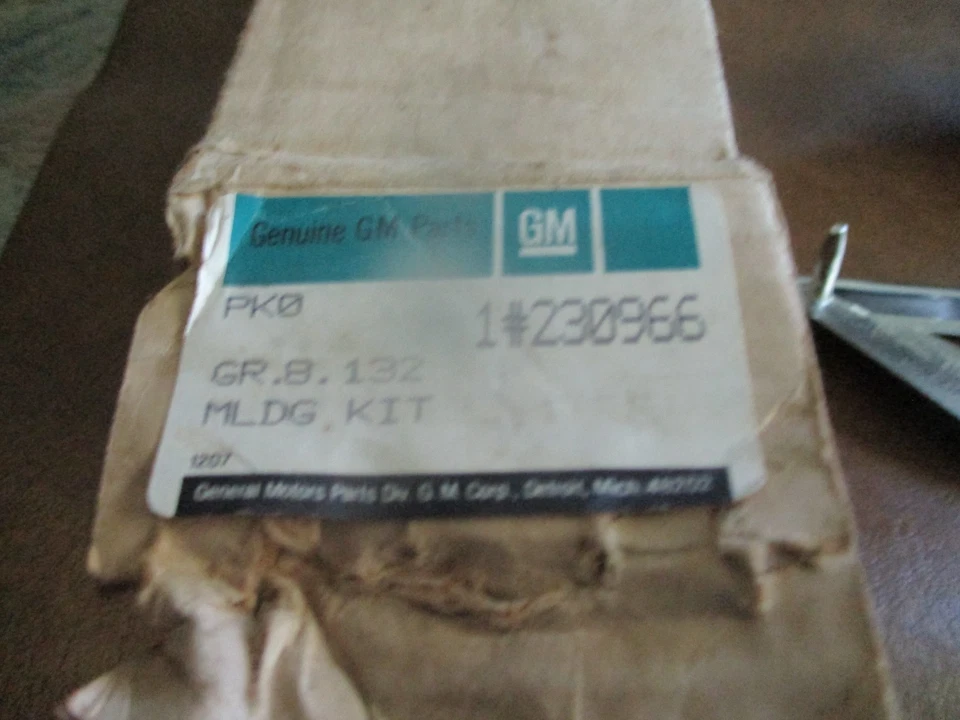 Genuine GM Parts
GM
PK0
1#230966
GR.8.132
MLDG KIT
1207
General Motors Parts Div. G.M. Corp., Detroit, Mich. 48202